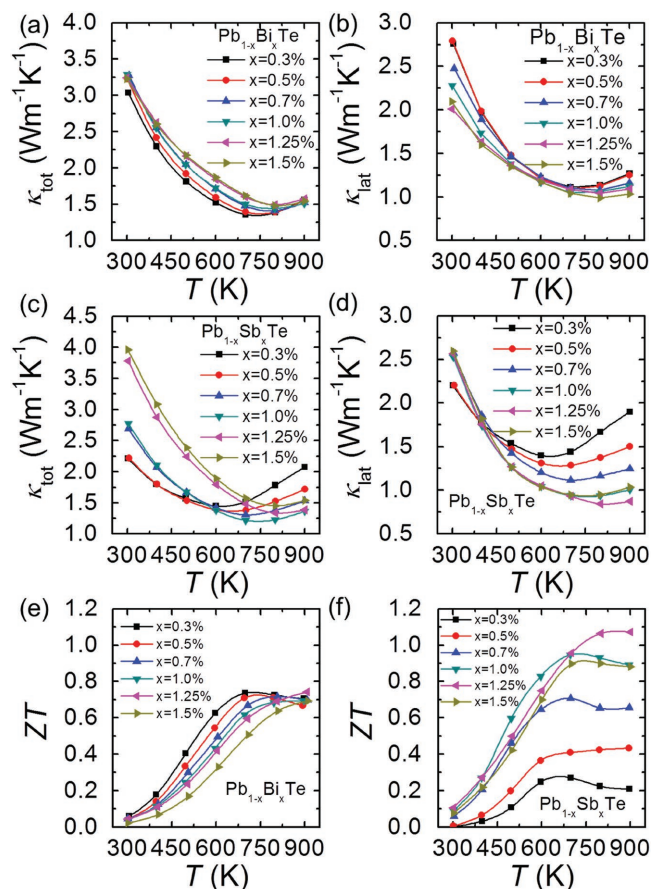 (a)
Pb₁₋ₓBiₓTe
x=0.3%
x=0.5%
x=0.7%
x=1.0%
x=1.25%
x=1.5%
κtot (Wm⁻¹K⁻¹)
4.0
3.5
3.0
2.5
2.0
1.5
1.0
300 450 600 750 900
T (K)
(b)
Pb₁₋ₓBiₓTe
x=0.3%
x=0.5%
x=0.7%
x=1.0%
x=1.25%
x=1.5%
κlat (Wm⁻¹K⁻¹)
3.0
2.5
2.0
1.5
1.0
0.5
300 450 600 750 900
T (K)
(c)
Pb₁₋ₓSbₓTe
x=0.3%
x=0.5%
x=0.7%
x=1.0%
x=1.25%
x=1.5%
κtot (Wm⁻¹K⁻¹)
4.5
4.0
3.5
3.0
2.5
2.0
1.5
1.0
300 450 600 750 900
T (K)
(d)
x=0.3%
x=0.5%
x=0.7%
x=1.0%
x=1.25%
x=1.5%
Pb₁₋ₓSbₓTe
κlat (Wm⁻¹K⁻¹)
3.0
2.5
2.0
1.5
1.0
0.5
300 450 600 750 900
T (K)
(e)
x=0.3%
x=0.5%
x=0.7%
x=1.0%
x=1.25%
x=1.5%
Pb₁₋ₓBiₓTe
ZT
1.2
1.0
0.8
0.6
0.4
0.2
0.0
300 450 600 750 900
T (K)
(f)
x=0.3%
x=0.5%
x=0.7%
x=1.0%
x=1.25%
x=1.5%
Pb₁₋ₓSbₓTe
ZT
1.2
1.0
0.8
0.6
0.4
0.2
0.0
300 450 600 750 900
T (K)